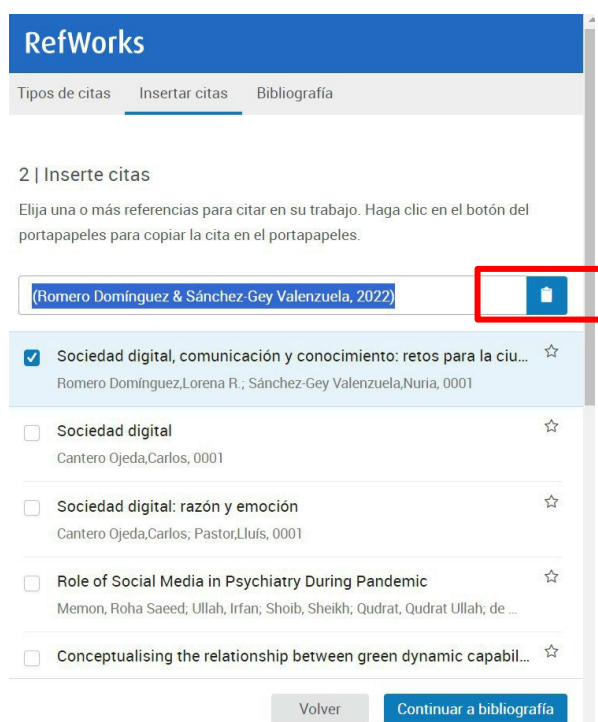 RefWorks
Tipos de citas Insertar citas Bibliografía
2 | Inserte citas
Elija una o más referencias para citar en su trabajo. Haga clic en el botón del
portapapeles para copiar la cita en el portapapeles.
(Romero Domínguez & Sánchez-Gey Valenzuela, 2022)
Sociedad digital, comunicación y conocimiento: retos para la ciu...
Romero Domínguez,Lorena R.; Sánchez-Gey Valenzuela,Nuria, 0001
Sociedad digital
Cantero Ojeda,Carlos, 0001
Sociedad digital: razón y emoción
Cantero Ojeda,Carlos; Pastor,Lluís, 0001
Role of Social Media in Psychiatry During Pandemic
Memon, Roha Saeed; Ullah, Irfan; Shoib, Sheikh; Qudrat, Qudrat Ullah; de ...
Conceptualising the relationship between green dynamic capabil...
Volver Continuar a bibliografía